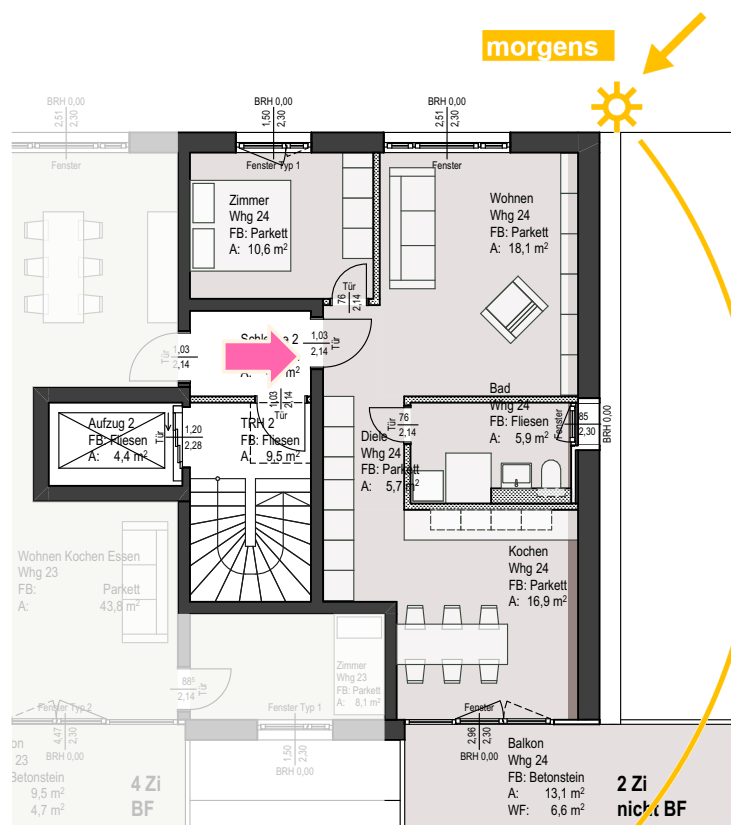 morgens
BRH 0,00
2,51
2,30
Fenster
BRH 0,00
1,50
2,30
Fenster Typ 1
BRH 0,00
2,51
2,30
Fenster
Zimmer
Whg 24
FB: Parkett
A: 10,6 m²
Wohnen
Whg 24
FB: Parkett
A: 18,1 m²
Tür
76
2,14
2
A:
1,03
2,14
Tür
Tür
1,03
2,14
1,03
2,14
Tür
Aufzug 2
FB: Fliesen
A: 4,4 m²
Tür
1,20
2,28
TRH 2
FB: Fliesen
A: 9,5 m²
Diele
Whg 24
FB: Parkett
A: 5,7 m²
Tür
76
2,14
Bad
Whg 24
FB: Fliesen
A: 5,9 m²
Fenster
85
2,30
BRH 0,00
Wohnen Kochen Essen
Whg 23
FB: Parkett
A: 43,8 m²
Kochen
Whg 24
FB: Parkett
A: 16,9 m²
Zimmer
Whg 23
FB: Parkett
A: 8,1 m²
88⁵
2,14
Tür
Fenster Typ 2
4,47
2,30
BRH 0,00
Fenster Typ 1
1,50
2,30
BRH 0,00
Fenster
2,96
2,30
BRH 0,00
on
23
Betonstein
9,5 m²
4,7 m²
4 Zi
BF
Balkon
Whg 24
FB: Betonstein
A: 13,1 m²
WF: 6,6 m²
2 Zi
nicht BF